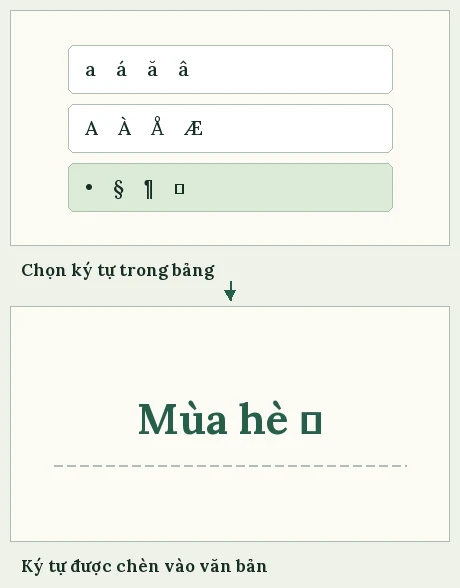 a á ă â
A À Å Æ
• § ¶ □
Chọn ký tự trong bảng
Mùa hè □
Ký tự được chèn vào văn bản